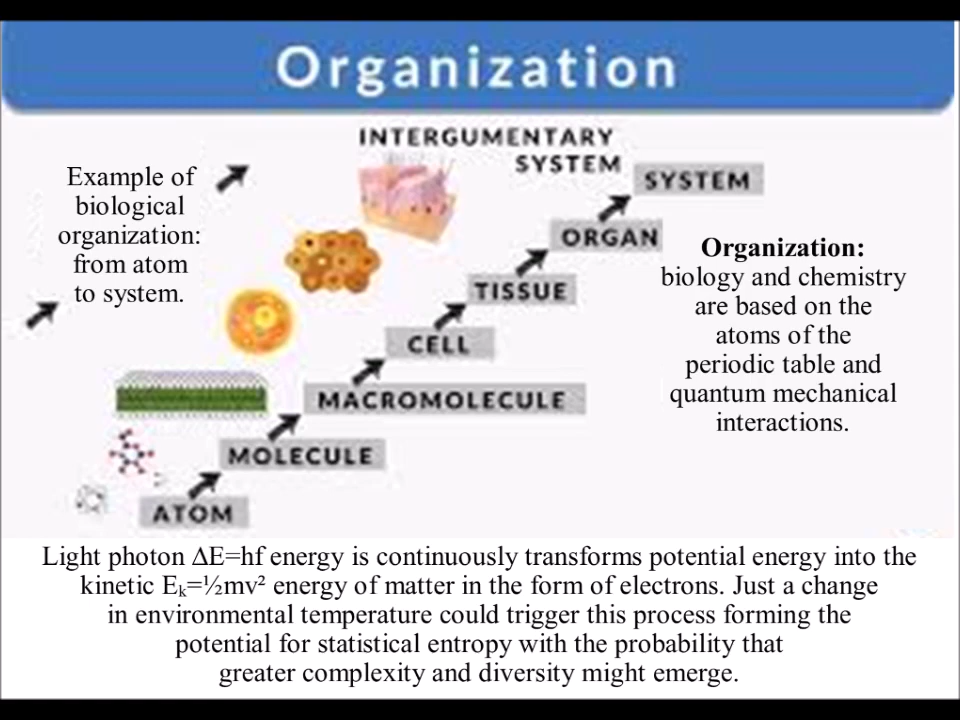 Organization
INTERGUMENTARY
SYSTEM
Example of
biological
organization:
from atom
to system.
SYSTEM
ORGAN
TISSUE
CELL
MACROMOLECULE
MOLECULE
ATOM
Organization:
biology and chemistry
are based on the
atoms of the
periodic table and
quantum mechanical
interactions.
Light photon ∆E=hf energy is continuously transforms potential energy into the
kinetic Eₖ=½mv² energy of matter in the form of electrons. Just a change
in environmental temperature could trigger this process forming the
potential for statistical entropy with the probability that
greater complexity and diversity might emerge.